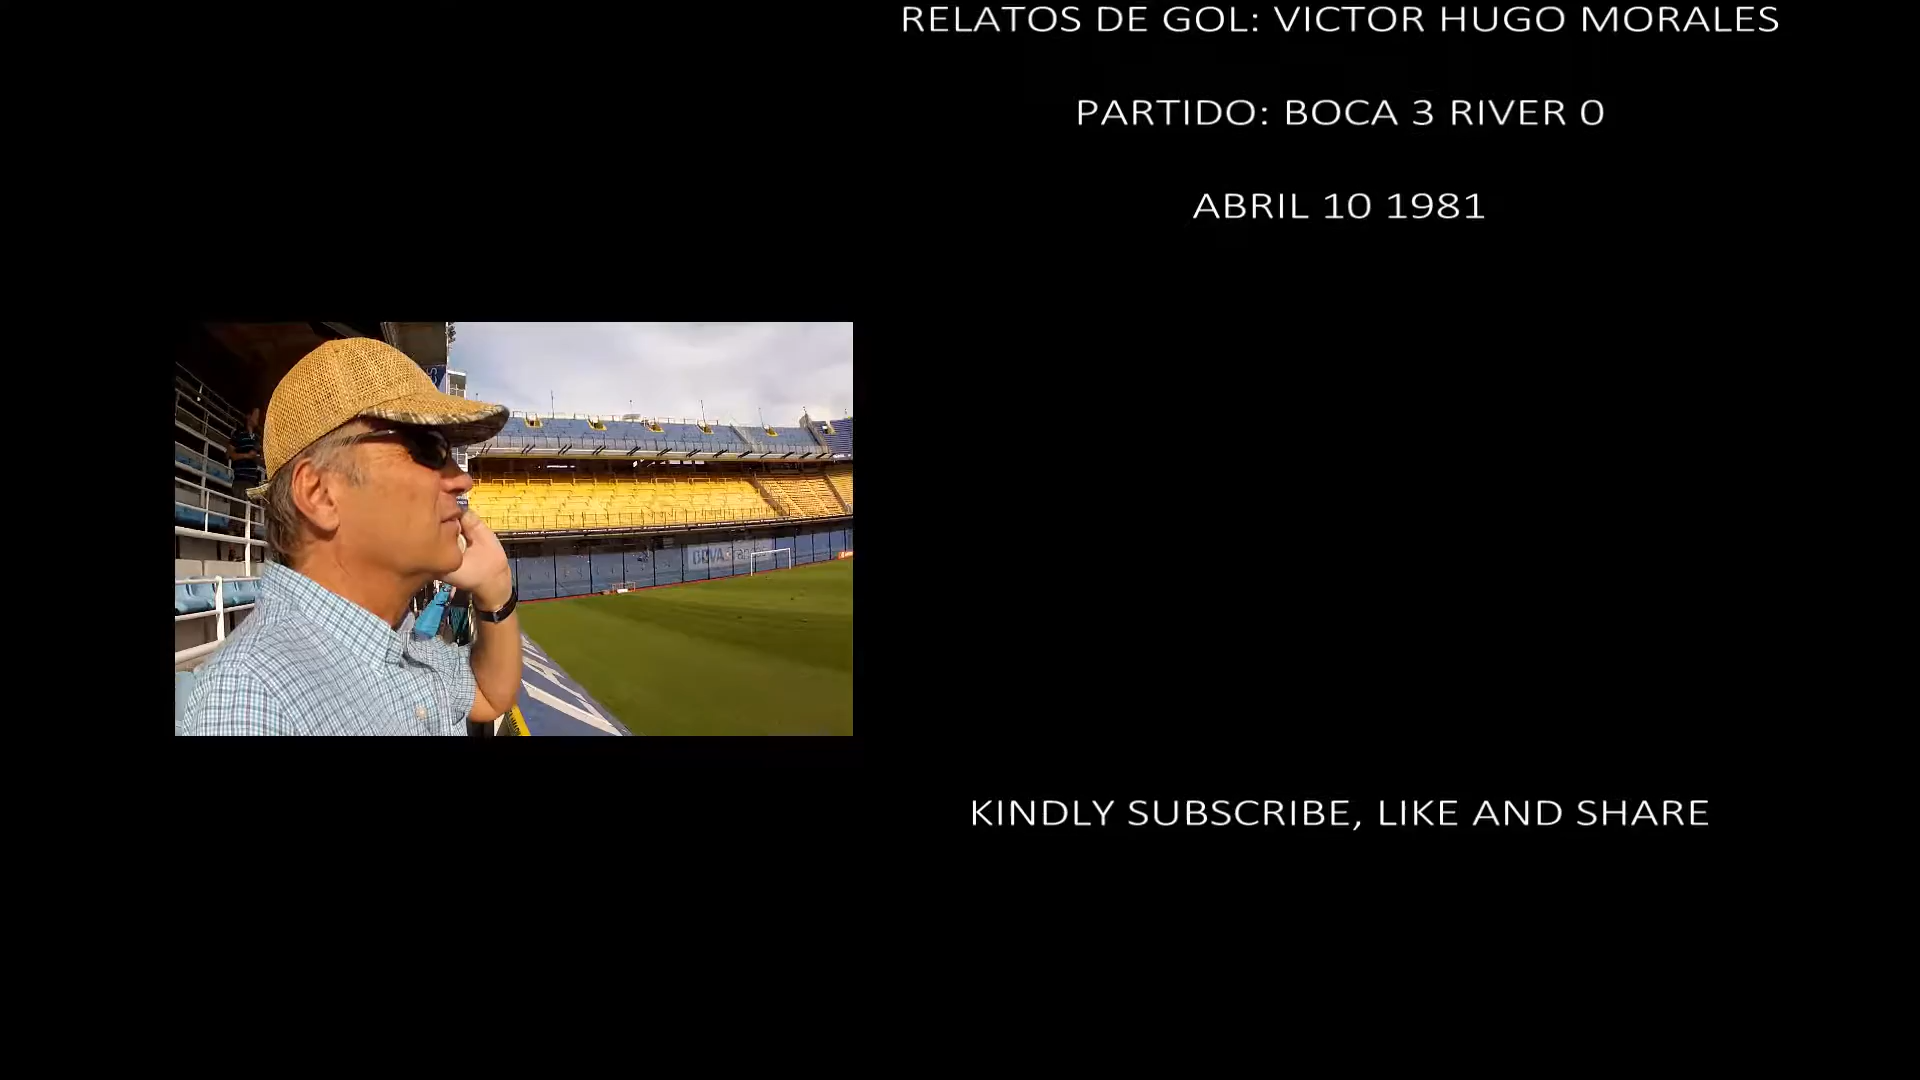 RELATOS DE GOL: VICTOR HUGO MORALES
PARTIDO: BOCA 3 RIVER 0
ABRIL 10 1981
BBVA
KINDLY SUBSCRIBE, LIKE AND SHARE